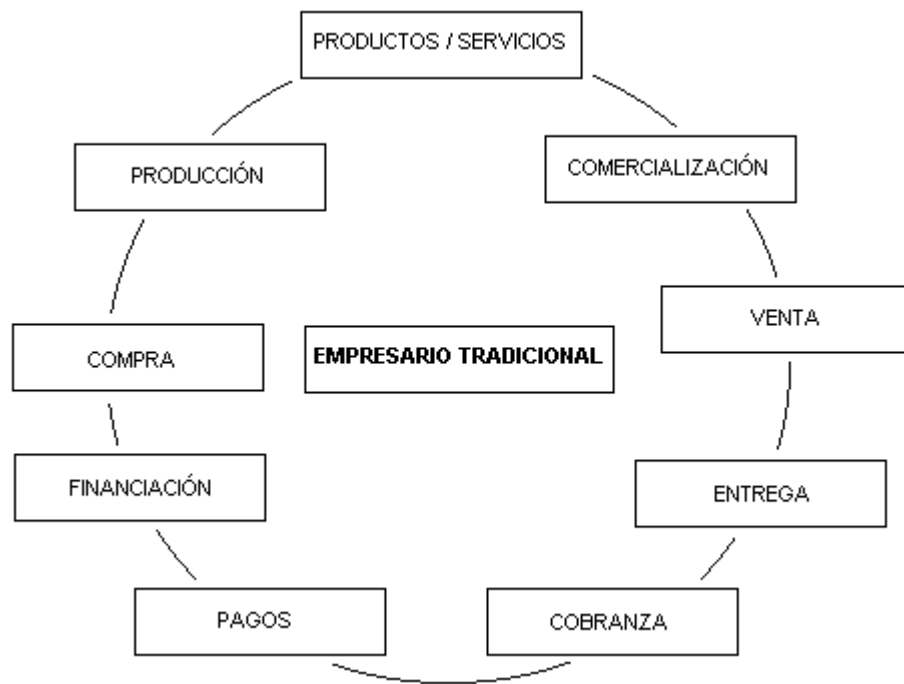 PRODUCTOS / SERVICIOS
PRODUCCIÓN
COMERCIALIZACIÓN
VENTA
COMPRA
EMPRESARIO TRADICIONAL
FINANCIACIÓN
ENTREGA
PAGOS
COBRANZA